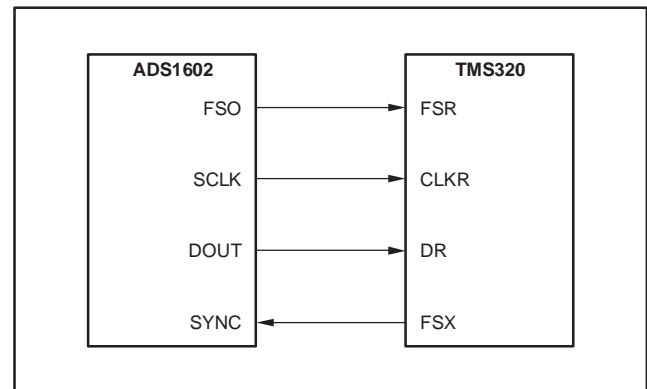 ADS1602 TMS320
FSO FSR
SCLK CLKR
DOUT DR
SYNC FSX